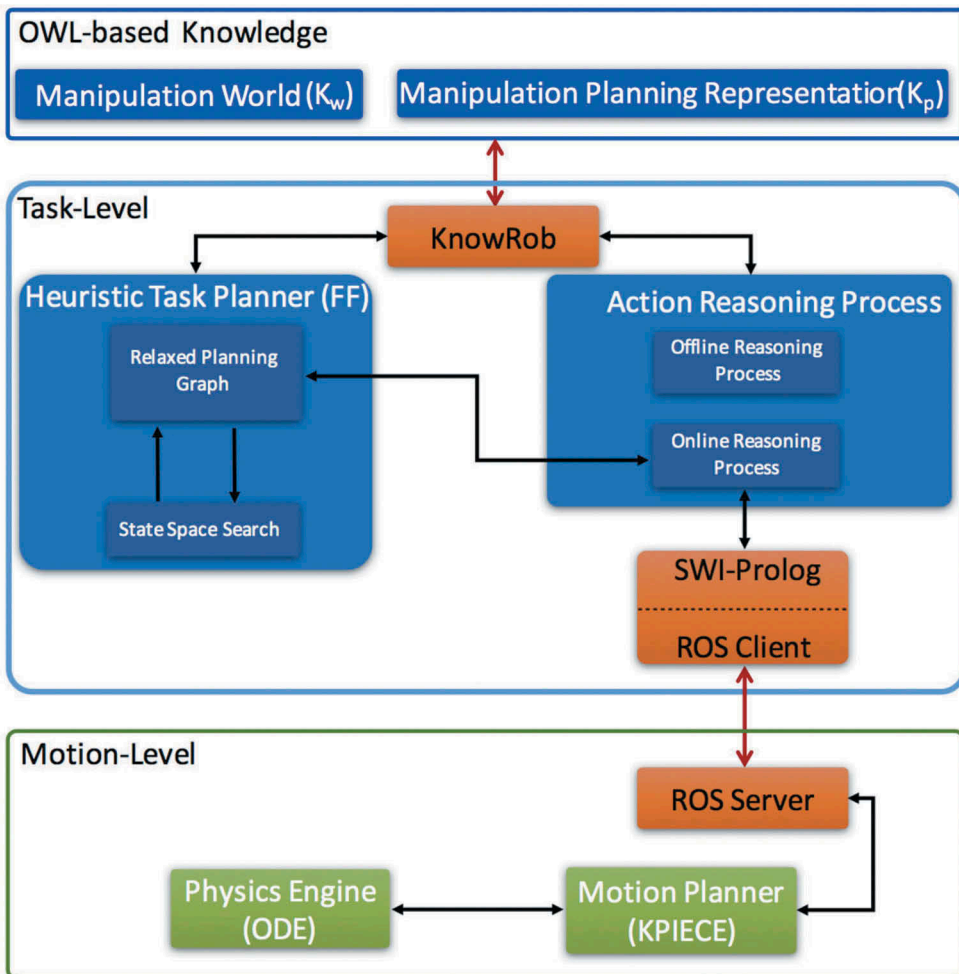 OWL-based Knowledge
Manipulation World (Kw)
Manipulation Planning Representation(Kp)
Task-Level
KnowRob
Heuristic Task Planner (FF)
Relaxed Planning
Graph
State Space Search
Action Reasoning Process
Offline Reasoning
Process
Online Reasoning
Process
SWI-Prolog
ROS Client
Motion-Level
ROS Server
Physics Engine
(ODE)
Motion Planner
(KPIECE)